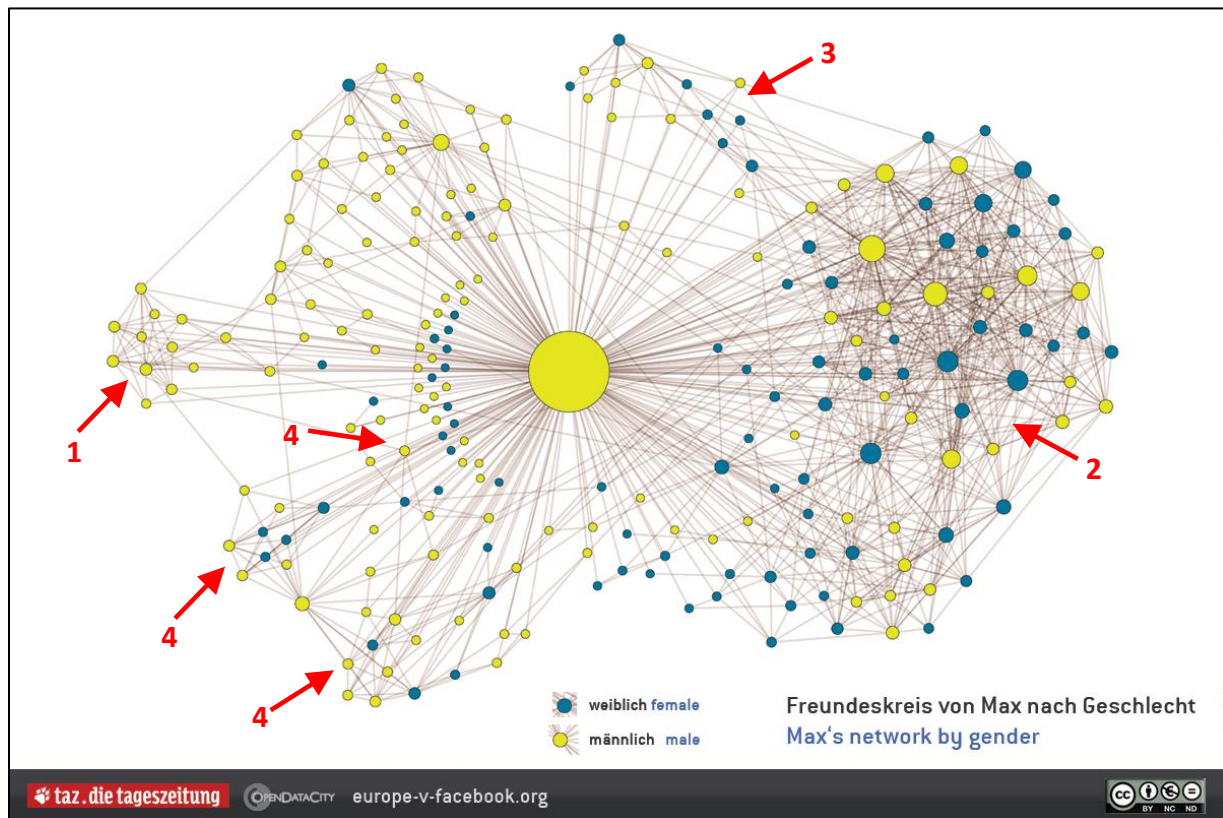 3
1
4
2
4
4
weiblich female
männlich male
Freundeskreis von Max nach Geschlecht
Max's network by gender
taz.die tageszeitung
OPENDATACITY
europe-v-facebook.org
cc
BY NC ND